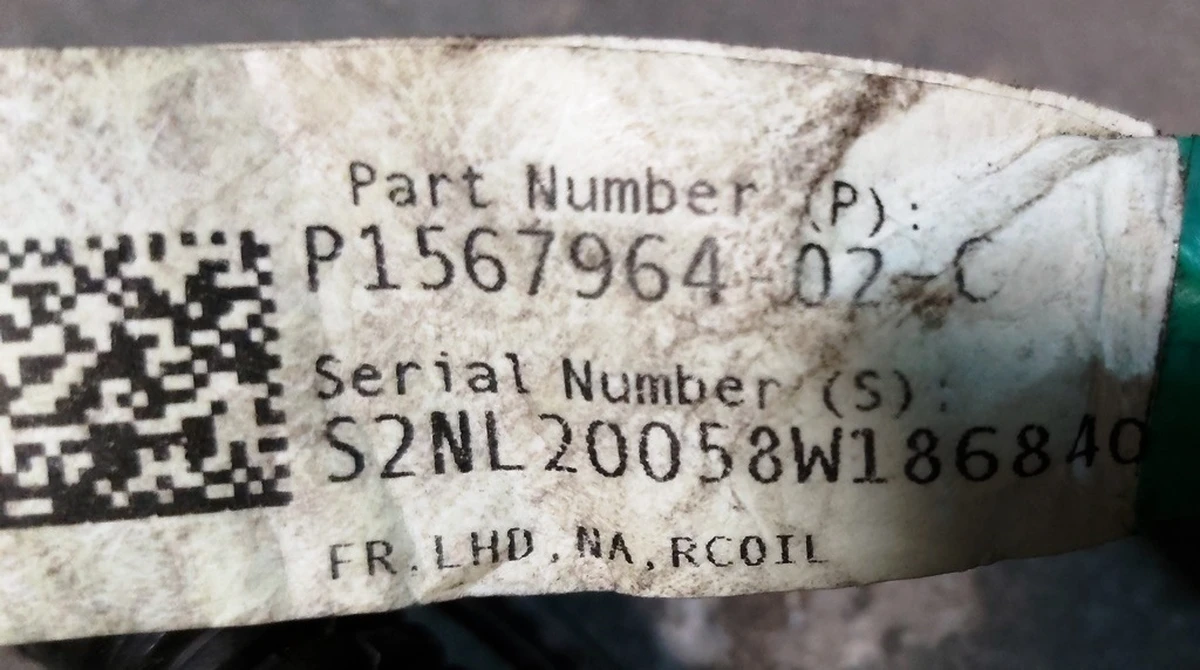 Part Number (P):
P1567964-02-C
Serial Number (S):
S2NL20058W186840
FR.LHD,NA,RCOIL